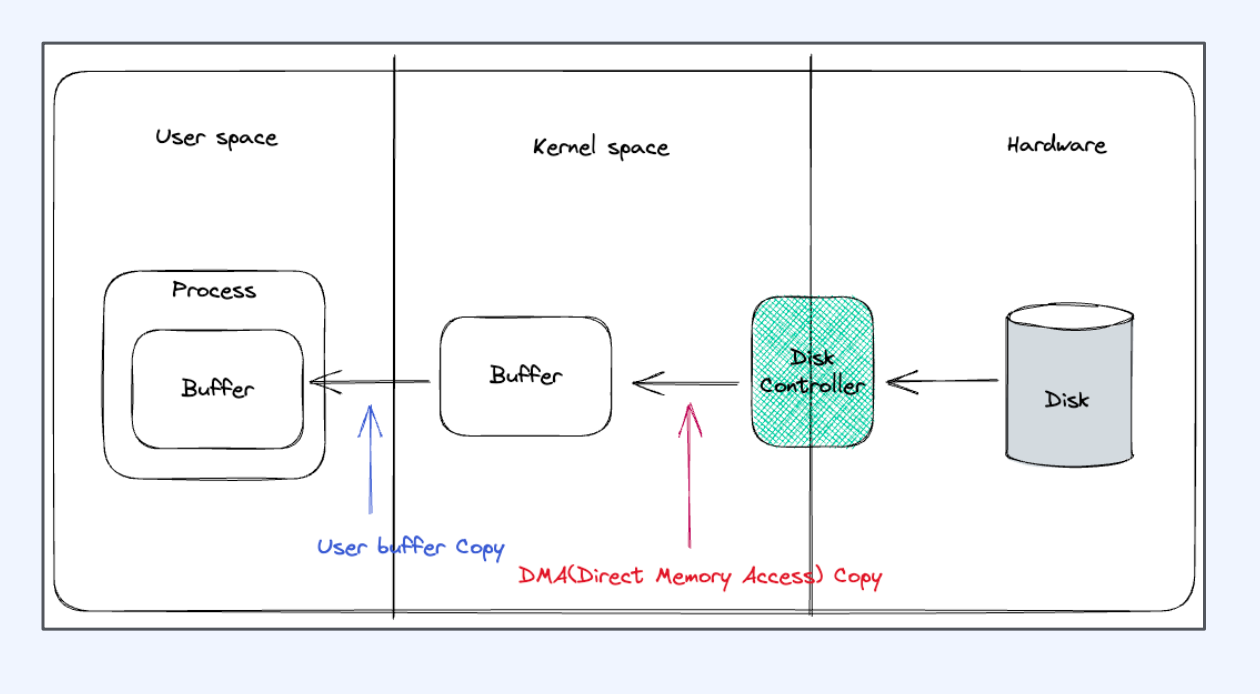 User space
Kernel space
Hardware
Process
Buffer
Buffer
Disk
Controller
Disk
User buffer Copy
DMA(Direct Memory Access) Copy